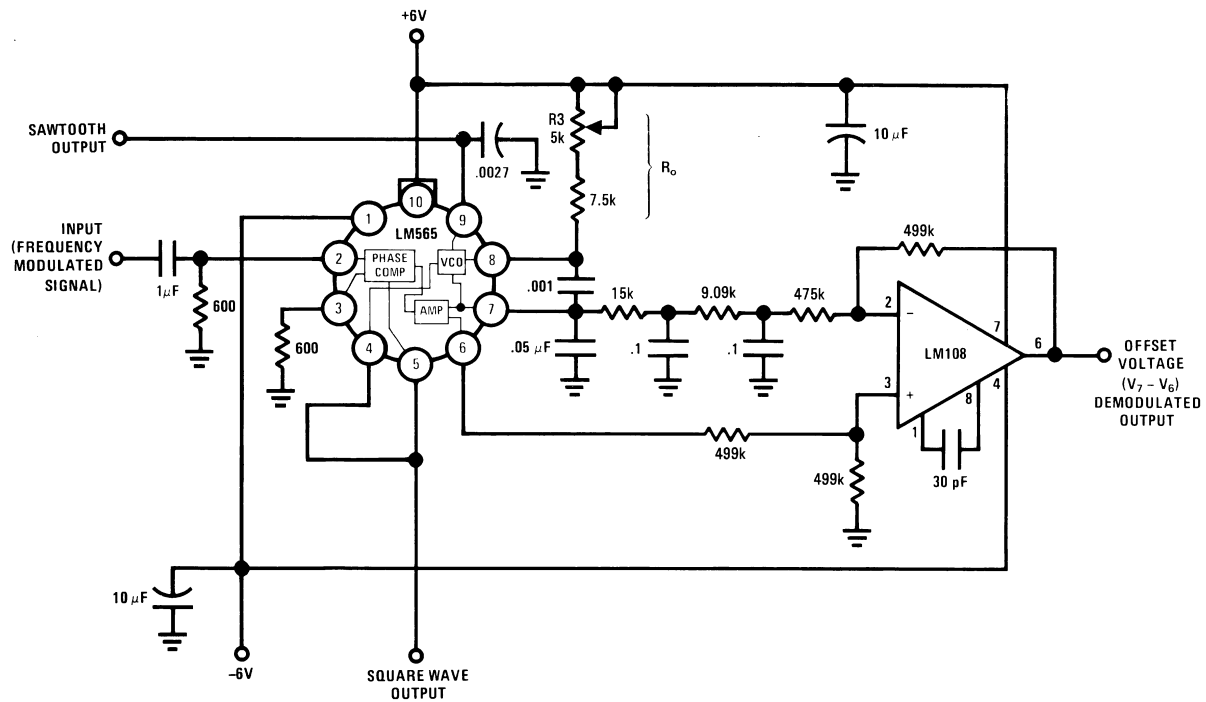 +6V
SAWTOOTH
OUTPUT
.0027
R3
5k
Ro
10 μF
7.5k
INPUT
(FREQUENCY
MODULATED
SIGNAL)
1μF
600
600
LM565
1
2
3
4
5
6
7
8
9
10
PHASE
COMP
VCO
AMP
.001
.05 μF
15k
.1
9.09k
.1
475k
499k
2
−
3
+
LM108
7
6
4
8
1
30 pF
OFFSET
VOLTAGE
(V7 − V6)
DEMODULATED
OUTPUT
499k
499k
10 μF
−6V
SQUARE WAVE
OUTPUT